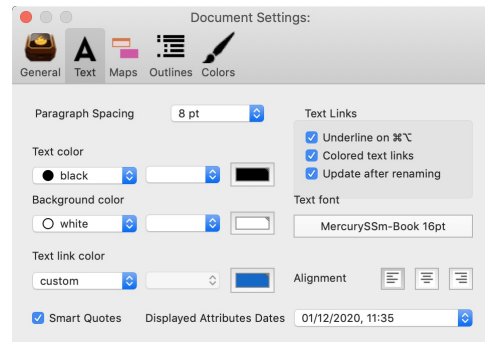 Document Settings:
General Text Maps Outlines Colors
Paragraph Spacing 8 pt
Text Links
Underline on ⌘⌥
Colored text links
Update after renaming
Text color
black
Background color
white
Text font
MercurySSm-Book 16pt
Text link color
custom
Alignment
Smart Quotes
Displayed Attributes Dates 01/12/2020, 11:35